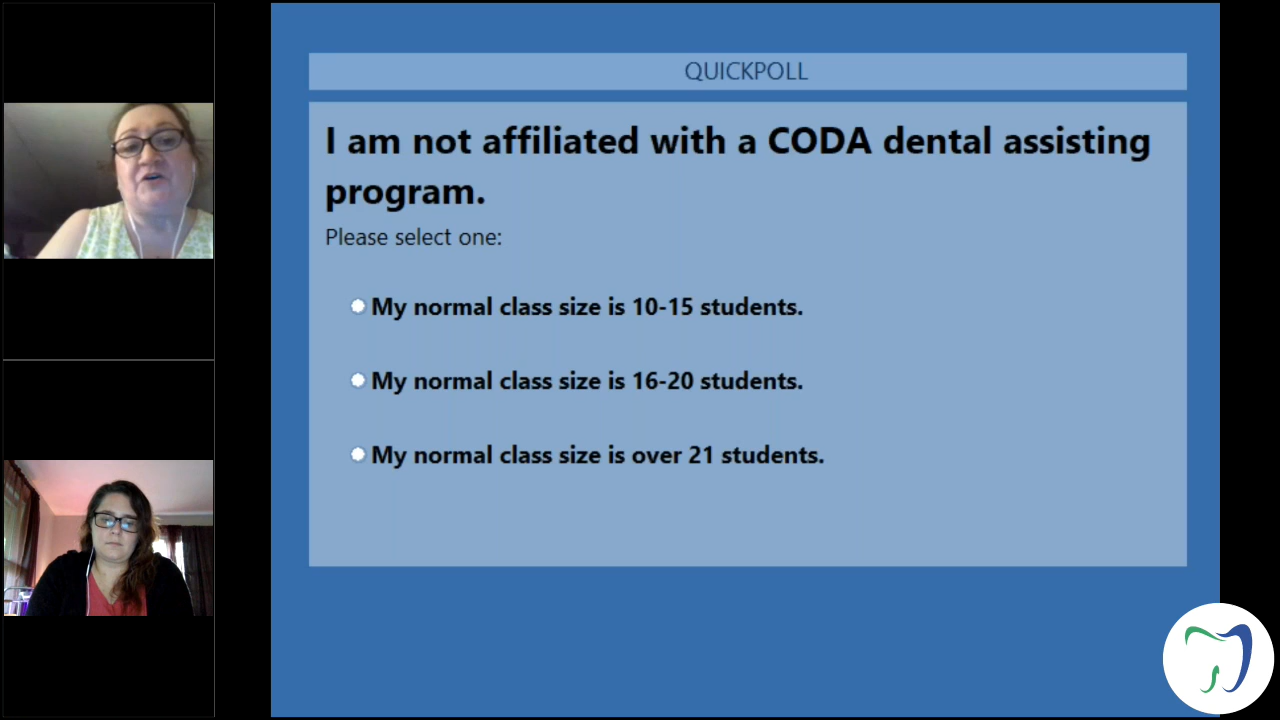 QUICKPOLL
I am not affiliated with a CODA dental assisting
program.
Please select one:
My normal class size is 10-15 students.
My normal class size is 16-20 students.
My normal class size is over 21 students.